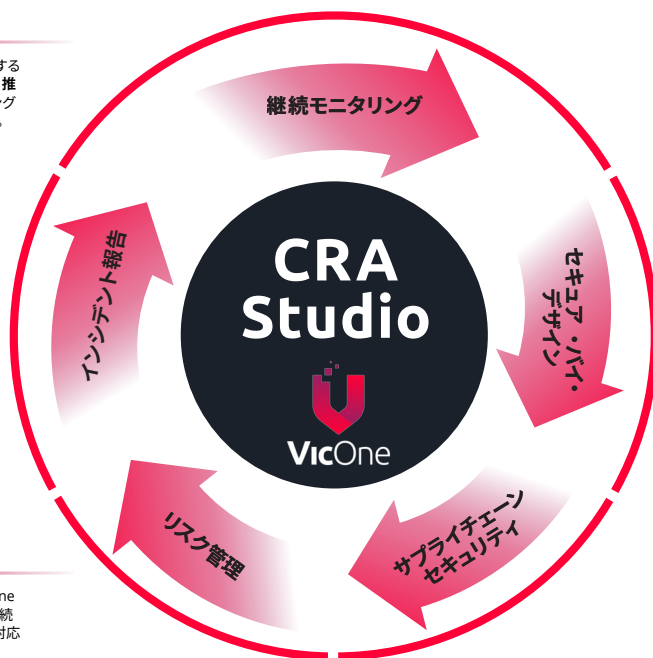 する
推
グ
。
継続モニタリング
セキュア・バイ・
デザイン
サプライチェーン
セキュリティ
リスク管理
インシデント報告
CRA
Studio
VicOne
ne
続
対応